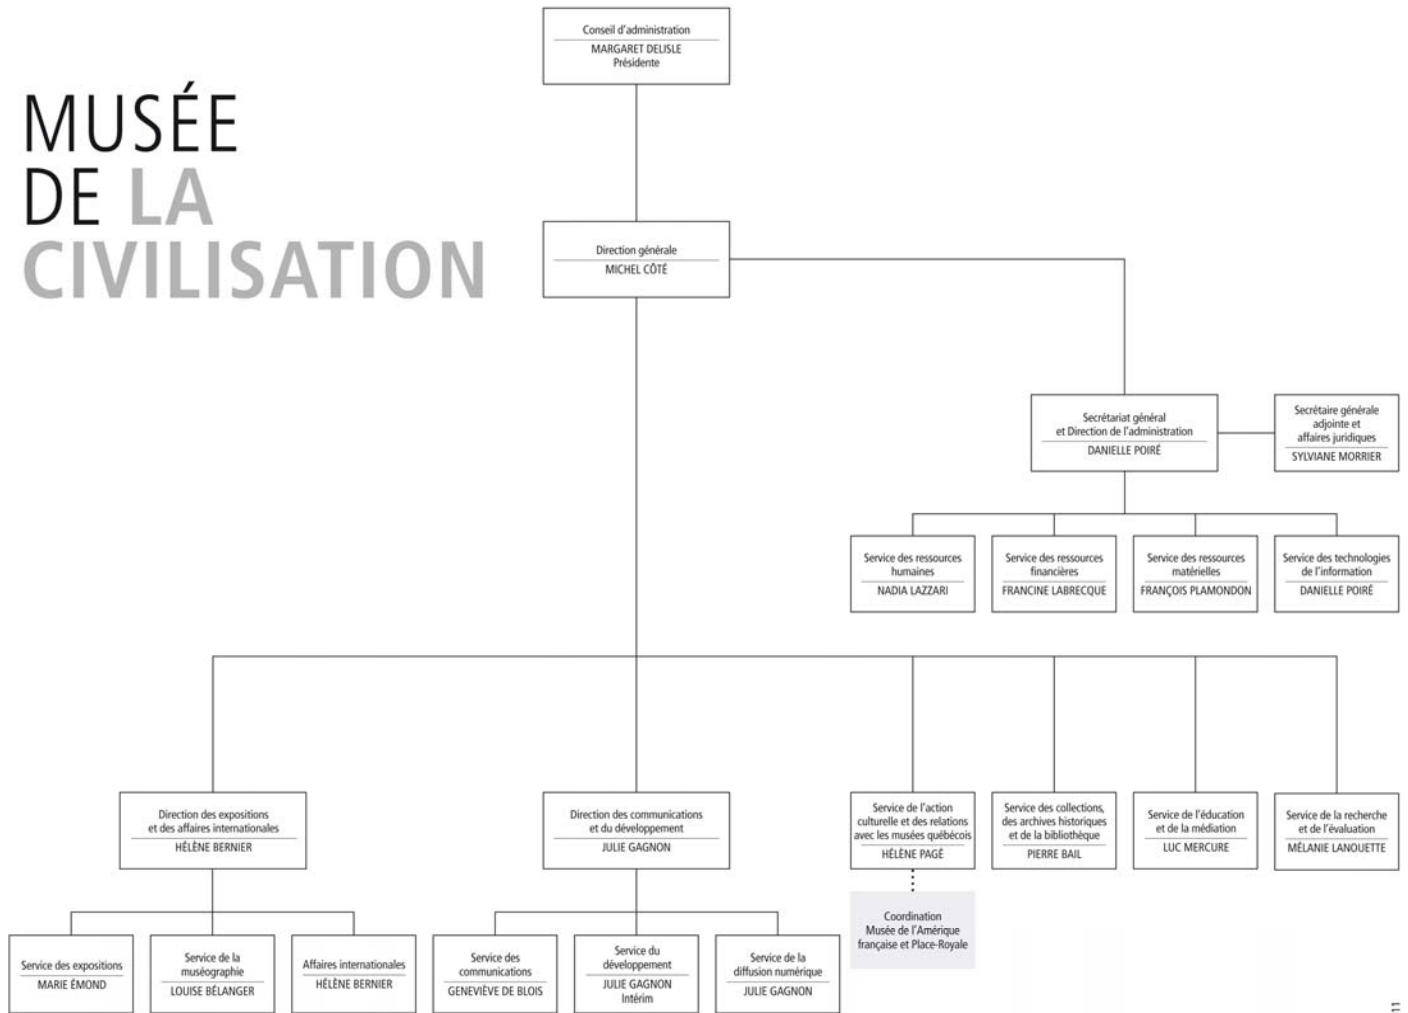 Conseil d'administration
MARGARET DELISLE
Présidente
MUSÉE
DE LA
CIVILISATION
Direction générale
MICHEL CÔTÉ
Secrétariat général
et Direction de l'administration
DANIELLE POIRÉ
Secrétaire générale
adjointe et
affaires juridiques
SYLVIANE MORRIER
Service des ressources
humaines
NADIA LAZZARI
Service des ressources
financières
FRANCINE LABRECQUE
Service des ressources
matérielles
FRANÇOIS PLAMONDON
Service des technologies
de l'information
DANIELLE POIRÉ
Direction des expositions
et des affaires internationales
HÉLÈNE BERNIER
Direction des communications
et du développement
JULIE GAGNON
Service de l'action
culturelle et des relations
avec les musées québécois
HÉLÈNE PAGÉ
Service des collections,
des archives historiques
et de la bibliothèque
PIERRE BAIL
Service de l'éducation
et de la médiation
LUC MERCURE
Service de la recherche
et de l'évaluation
MÉLANIE LANOUETTE
Coordination
Musée de l'Amérique
française et Place-Royale
Service des expositions
MARIE ÉMOND
Service de la
muséographie
LOUISE BÉLANGER
Affaires internationales
HÉLÈNE BERNIER
Service des
communications
GENEVIÈVE DE BLOIS
Service du
développement
JULIE GAGNON
Intérim
Service de la
diffusion numérique
JULIE GAGNON
11